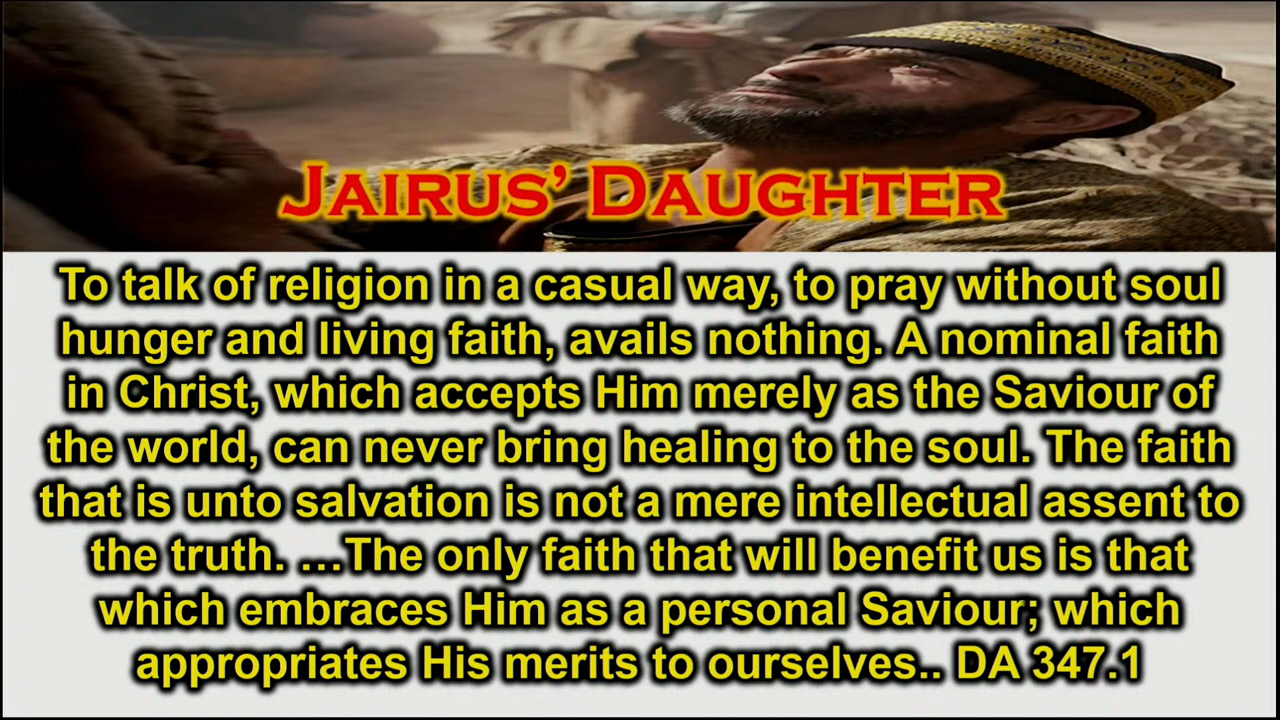 JAIRUS’ DAUGHTER
To talk of religion in a casual way, to pray without soul
hunger and living faith, avails nothing. A nominal faith
in Christ, which accepts Him merely as the Saviour of
the world, can never bring healing to the soul. The faith
that is unto salvation is not a mere intellectual assent to
the truth. …The only faith that will benefit us is that
which embraces Him as a personal Saviour; which
appropriates His merits to ourselves.. DA 347.1